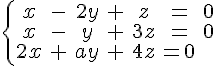 x - 2y + z = 0
x - y + 3z = 0
2x + ay + 4z = 0